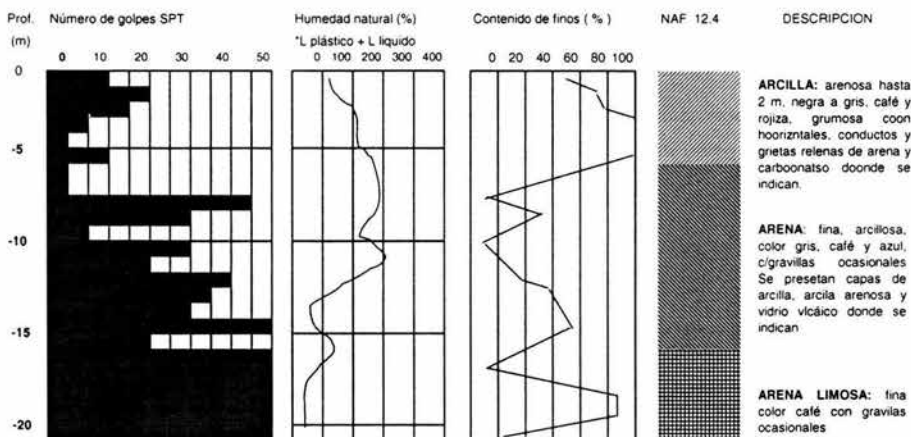 Prof. Número de golpes SPT Humedad natural (%) Contenido de finos ( % ) NAF 12.4 DESCRIPCION
(m) *L plástico + L liquido
0 10 20 30 40 50 0 100 200 300 400 0 20 40 60 80 100
0
-5
-10
-15
-20
ARCILLA: arenosa hasta
2 m, negra a gris, café y
rojiza, grumosa coon
hoorizntales, conductos y
grietas relenas de arena y
carboonatso doonde se
indican.
ARENA: fina, arcillosa,
color gris, café y azul,
c/gravillas ocasionales
Se presetan capas de
arcilla, arcila arenosa y
vidrio vlcáico donde se
indican
ARENA LIMOSA: fina
color café con gravilas
ocasionales